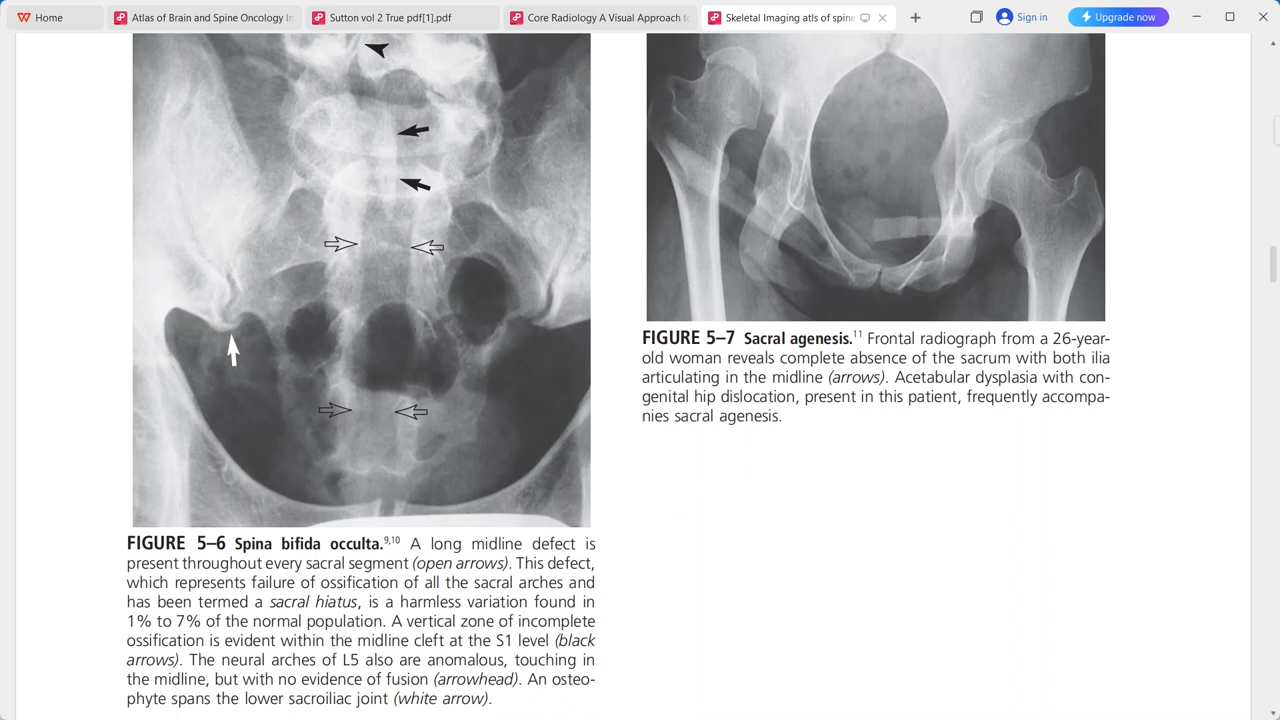 Home
Atlas of Brain and Spine Oncology In
Sutton vol 2 True pdf[1].pdf
Core Radiology A Visual Approach to
Skeletal Imaging atls of spine
Sign in
Upgrade now
FIGURE 5–6 Spina bifida occulta.9,10 A long midline defect is
present throughout every sacral segment (open arrows). This defect,
which represents failure of ossification of all the sacral arches and
has been termed a sacral hiatus, is a harmless variation found in
1% to 7% of the normal population. A vertical zone of incomplete
ossification is evident within the midline cleft at the S1 level (black
arrows). The neural arches of L5 also are anomalous, touching in
the midline, but with no evidence of fusion (arrowhead). An osteo-
phyte spans the lower sacroiliac joint (white arrow).
FIGURE 5–7 Sacral agenesis.11 Frontal radiograph from a 26-year-
old woman reveals complete absence of the sacrum with both ilia
articulating in the midline (arrows). Acetabular dysplasia with con-
genital hip dislocation, present in this patient, frequently accompa-
nies sacral agenesis.